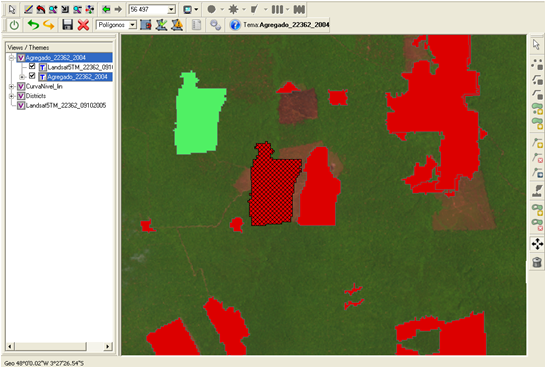 56 497
Polígonos
Tema:Agregado_22362_2004
Views / Themes
Agregado_22362_2004
Landsat5TM_22362_0910
Agregado_22362_2004
CurvaNivel_lin
Districts
Landsat5TM_22362_09102005
Geo 48°0'0.02"W 3°27'26.54"S